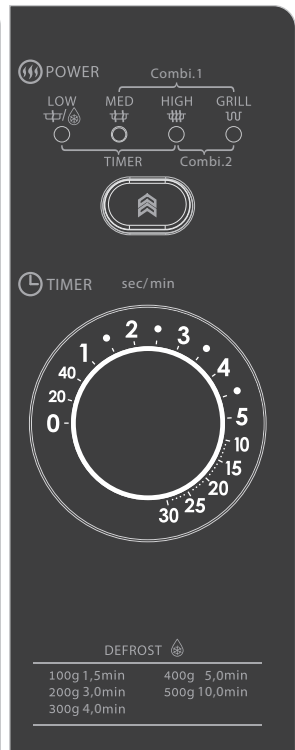 POWER
Combi.1
LOW MED HIGH GRILL
TIMER Combi.2
TIMER sec/min
0
20
40
1
2
3
4
5
10
15
20
25
30
DEFROST
100g 1,5min 400g 5,0min
200g 3,0min 500g 10,0min
300g 4,0min